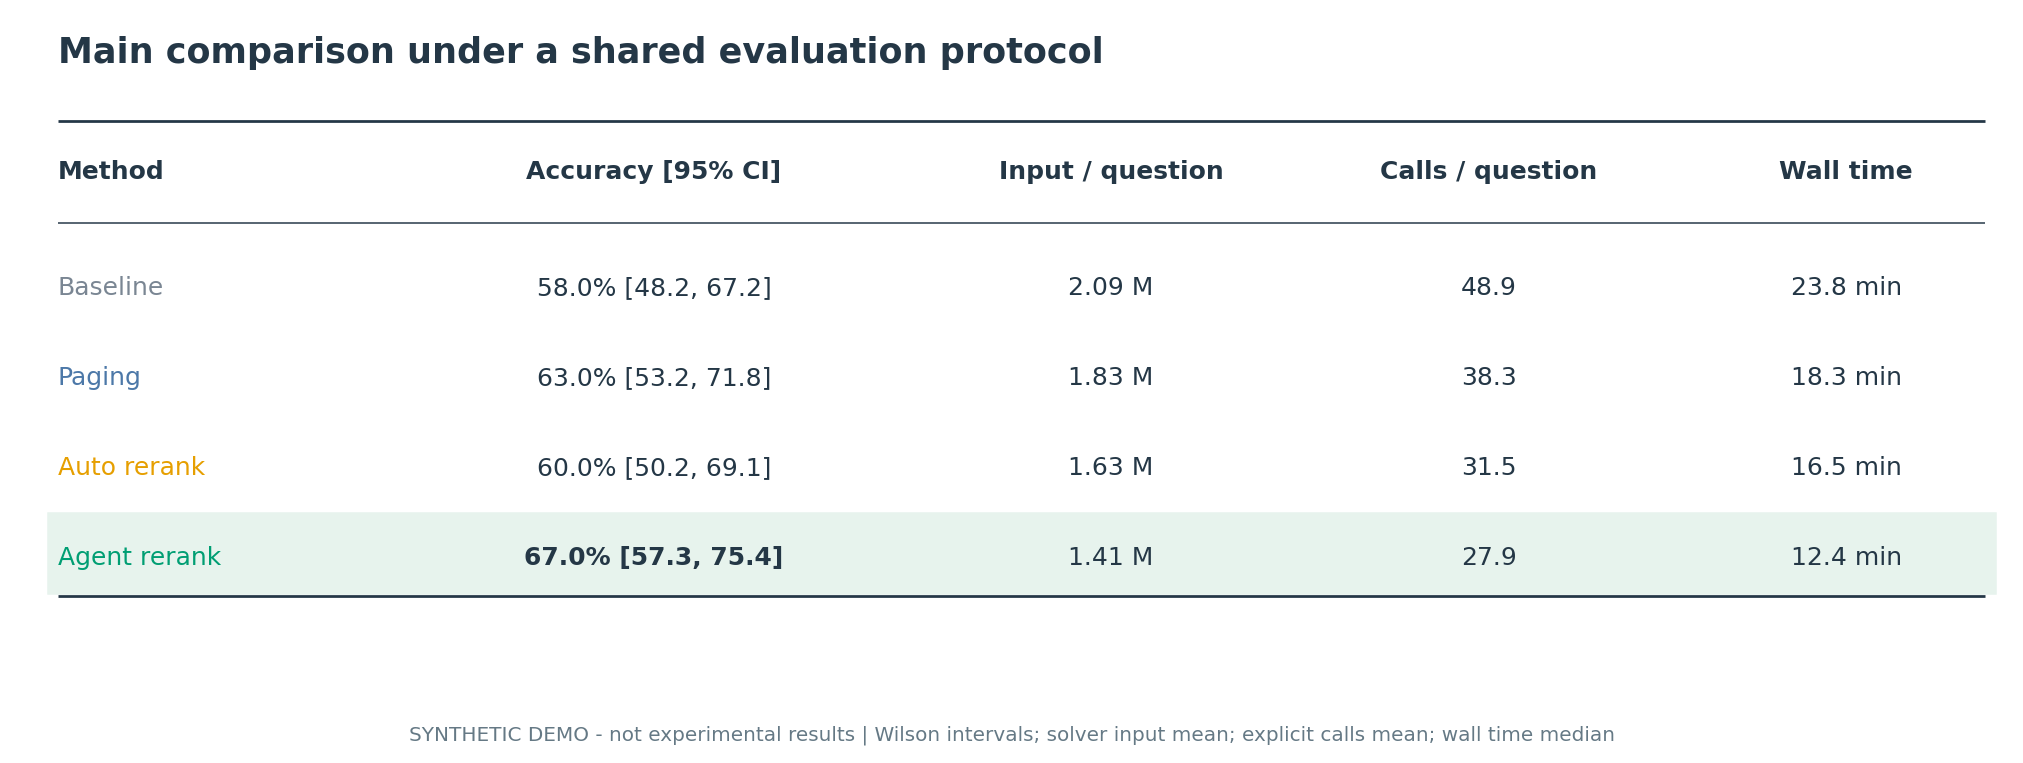 Main comparison under a shared evaluation protocol
Method Accuracy [95% CI] Input / question Calls / question Wall time
Baseline 58.0% [48.2, 67.2] 2.09 M 48.9 23.8 min
Paging 63.0% [53.2, 71.8] 1.83 M 38.3 18.3 min
Auto rerank 60.0% [50.2, 69.1] 1.63 M 31.5 16.5 min
Agent rerank 67.0% [57.3, 75.4] 1.41 M 27.9 12.4 min
SYNTHETIC DEMO - not experimental results | Wilson intervals; solver input mean; explicit calls mean; wall time median